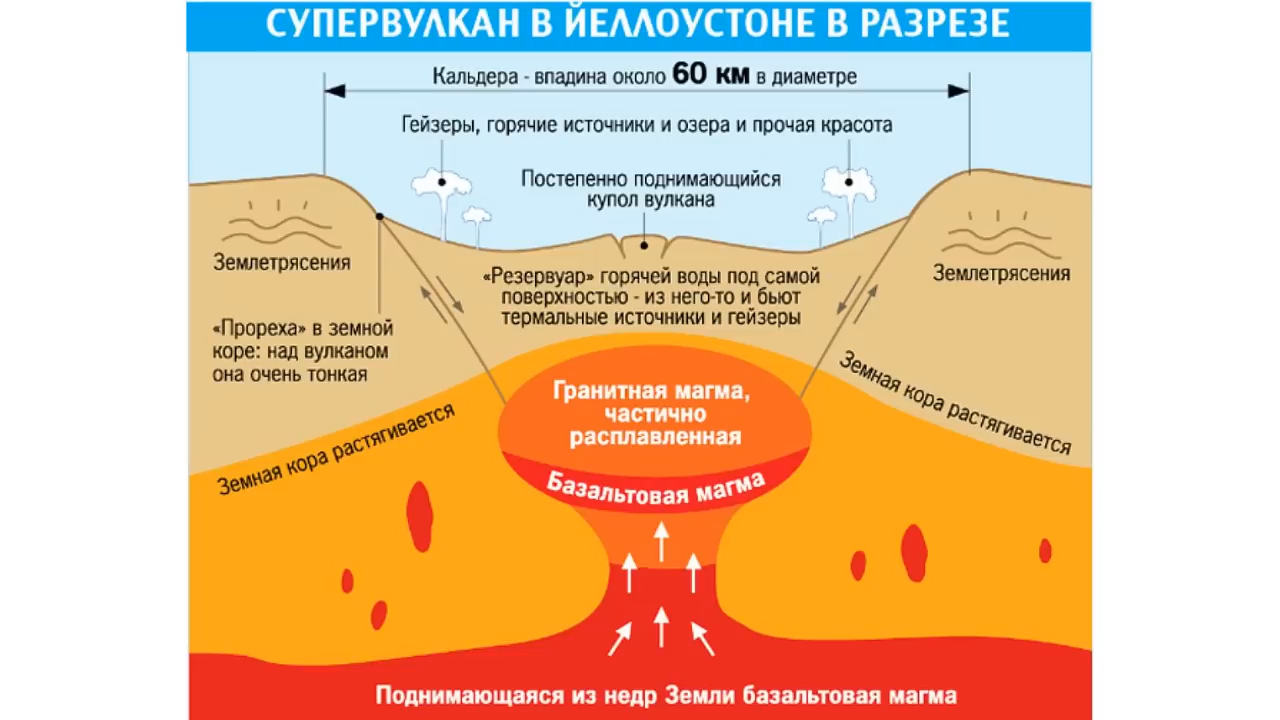 СУПЕРВУЛКАН В ЙЕЛЛОУСТОНЕ В РАЗРЕЗЕ
Кальдера - впадина около 60 км в диаметре
Гейзеры, горячие источники и озера и прочая красота
Постепенно поднимающийся
купол вулкана
Землетрясения
Землетрясения
«Резервуар» горячей воды под самой
поверхностью - из него-то и бьют
термальные источники и гейзеры
«Прореха» в земной
коре: над вулканом
она очень тонкая
Гранитная магма,
частично
расплавленная
Земная кора растягивается
Земная кора растягивается
Базальтовая магма
Поднимающаяся из недр Земли базальтовая магма